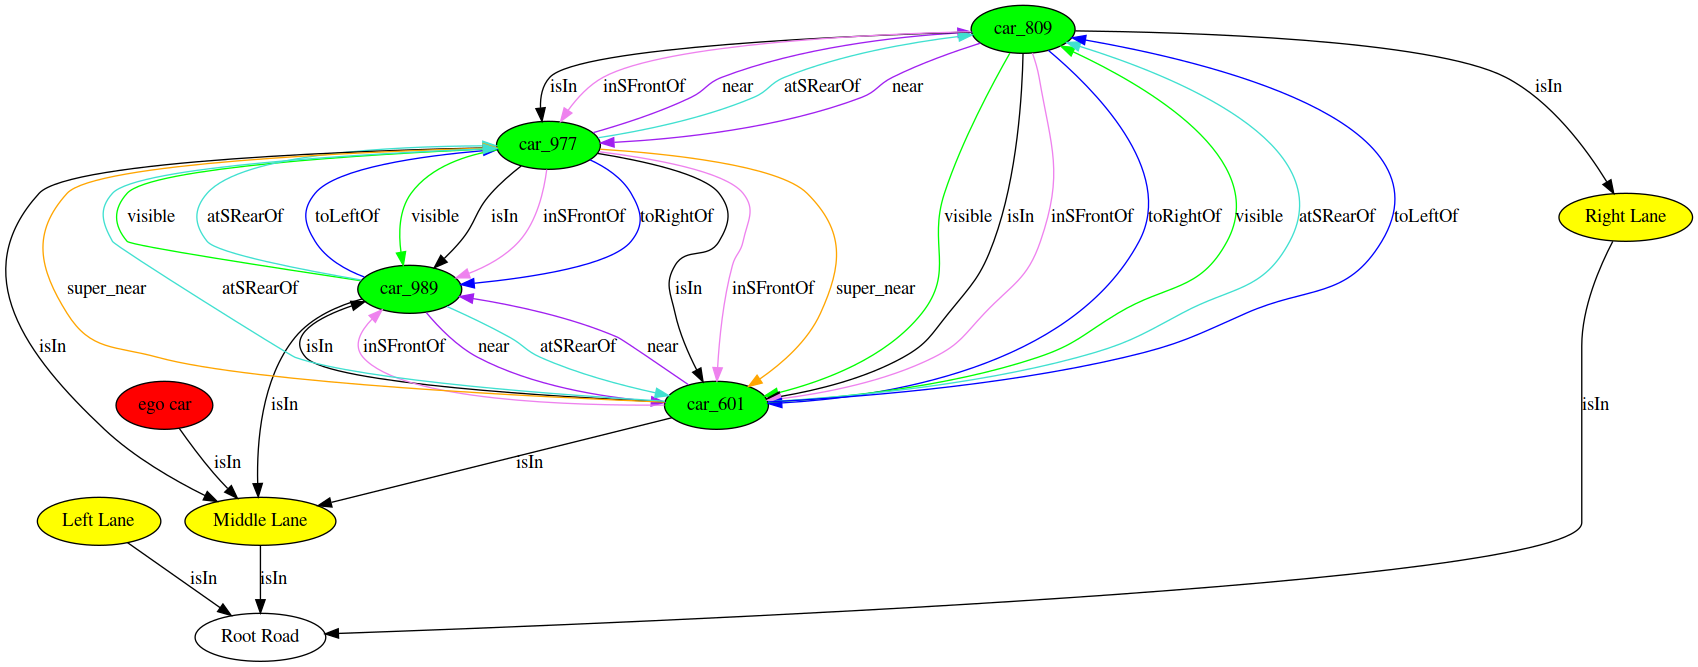 car_809
isIn
inSFrontOf
near
atSRearOf
near
isIn
car_977
visible
atSRearOf
toLeftOf
visible
isIn
inSFrontOf
toRightOf
visible
isIn
inSFrontOf
toRightOf
visible
atSRearOf
toLeftOf
Right Lane
super_near
atSRearOf
car_989
isIn
inSFrontOf
super_near
isIn
isIn
inSFrontOf
near
atSRearOf
near
ego car
isIn
car_601
isIn
isIn
isIn
Left Lane
Middle Lane
isIn
isIn
Root Road